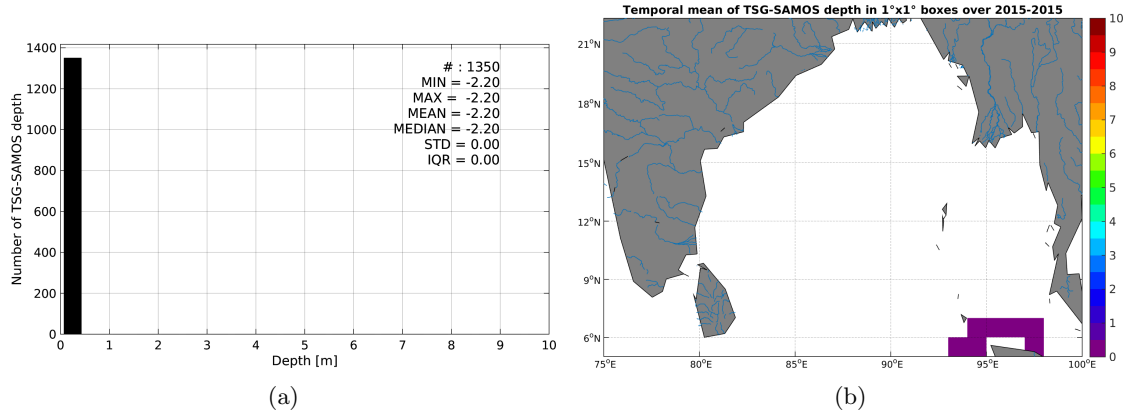 Number of TSG-SAMOS depth
1400
1200
1000
800
600
400
200
0
# : 1350
MIN = -2.20
MAX = -2.20
MEAN = -2.20
MEDIAN = -2.20
STD = 0.00
IQR = 0.00
0 1 2 3 4 5 6 7 8 9 10
Depth [m]
(a)
Temporal mean of TSG-SAMOS depth in 1°x1° boxes over 2015-2015
21°N
18°N
15°N
12°N
9°N
6°N
75°E 80°E 85°E 90°E 95°E 100°E
10
9
8
7
6
5
4
3
2
1
0
(b)